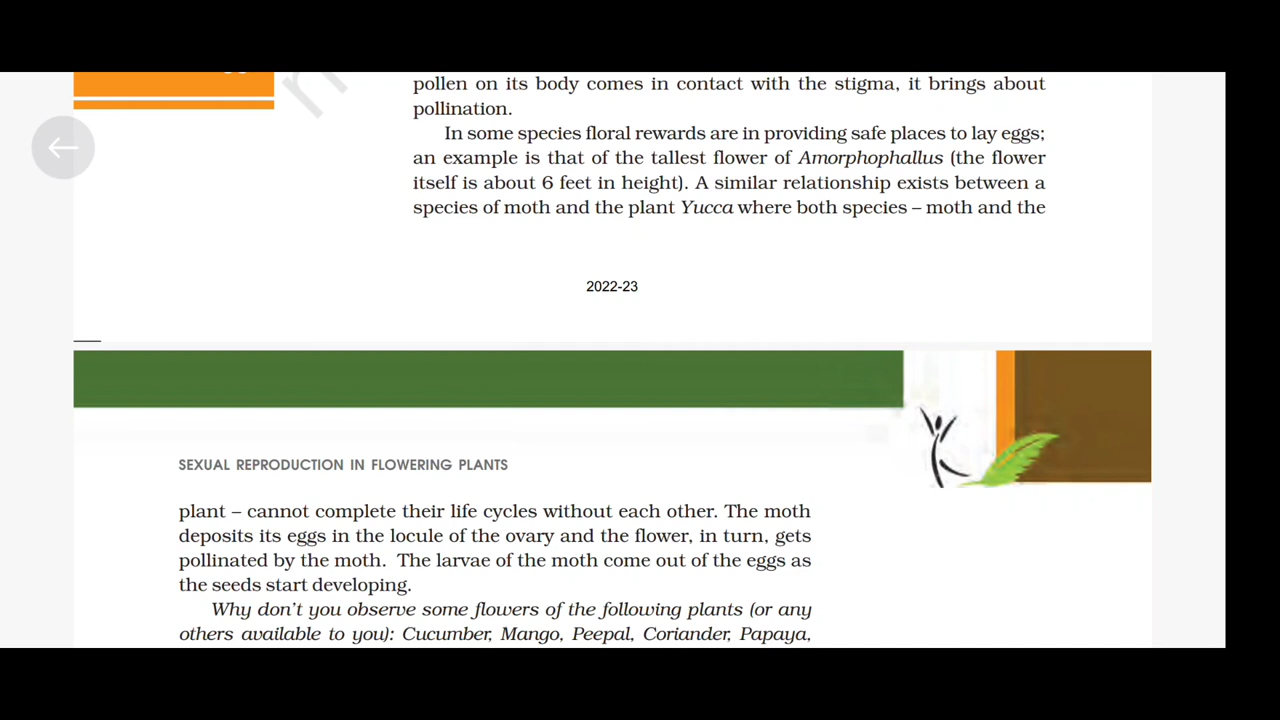 pollen on its body comes in contact with the stigma, it brings about
pollination.
In some species floral rewards are in providing safe places to lay eggs;
an example is that of the tallest flower of Amorphophallus (the flower
itself is about 6 feet in height). A similar relationship exists between a
species of moth and the plant Yucca where both species – moth and the
2022-23
SEXUAL REPRODUCTION IN FLOWERING PLANTS
plant – cannot complete their life cycles without each other. The moth
deposits its eggs in the locule of the ovary and the flower, in turn, gets
pollinated by the moth. The larvae of the moth come out of the eggs as
the seeds start developing.
Why don't you observe some flowers of the following plants (or any
others available to you): Cucumber, Mango, Peepal, Coriander, Papaya,